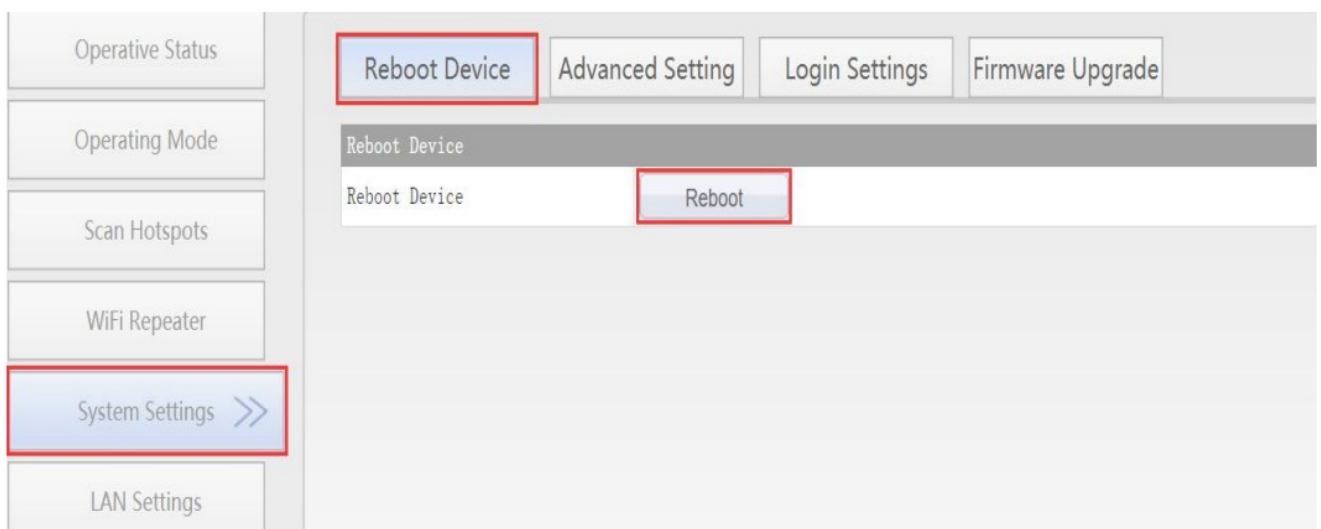 Operative Status
Operating Mode
Scan Hotspots
WiFi Repeater
System Settings
LAN Settings
Reboot Device Advanced Setting Login Settings Firmware Upgrade
Reboot Device
Reboot Device Reboot